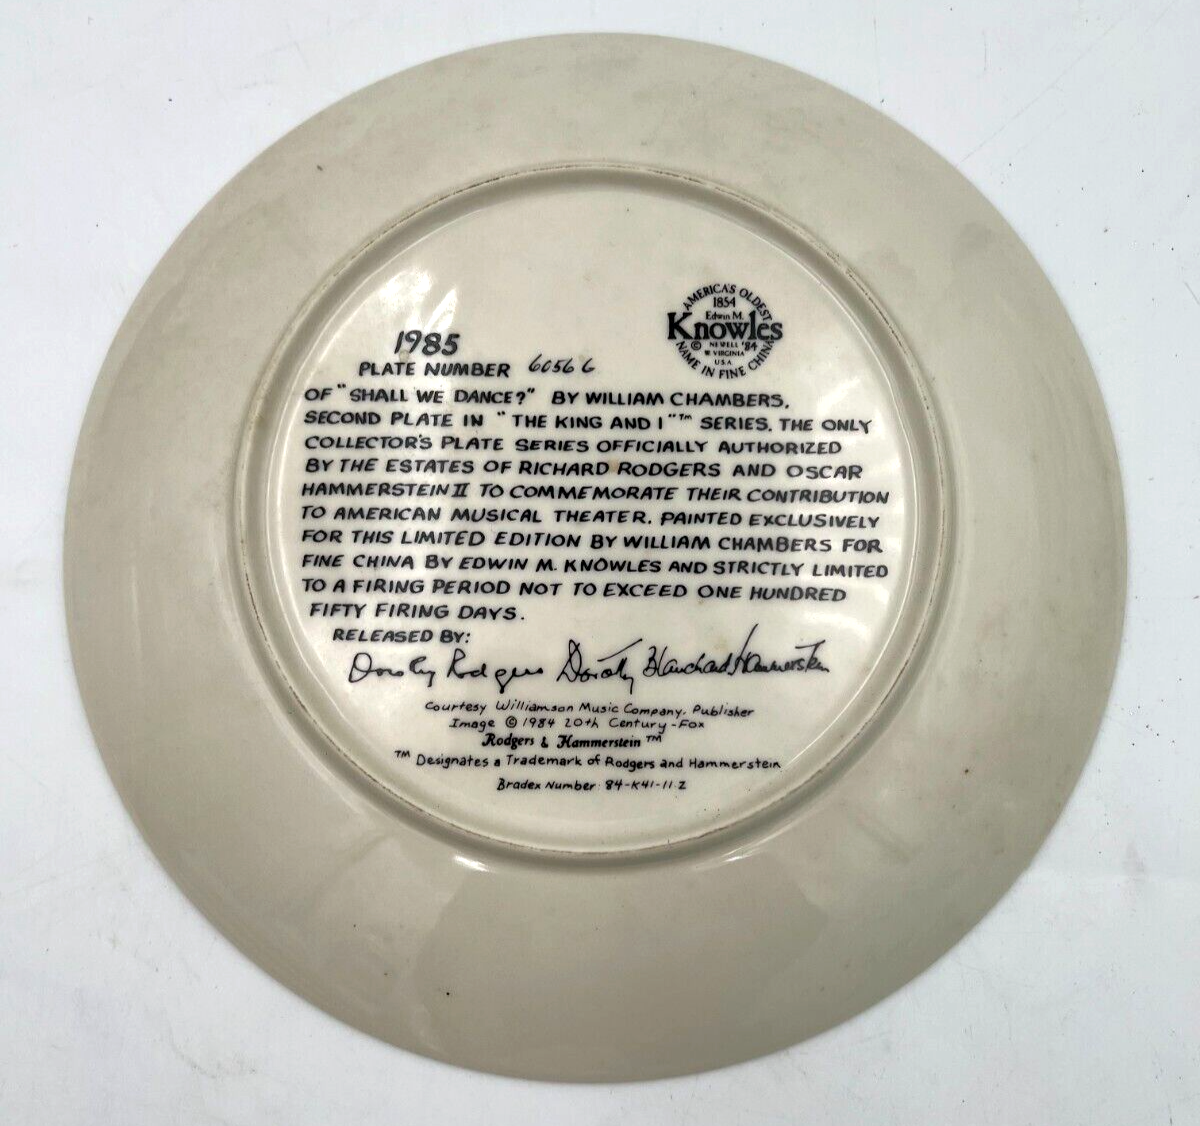 AMERICA'S OLDEST
1854
Edwin M.
Knowles
© NEWELL '84
W VIRGINIA
U.S.A
NAME IN FINE CHINA
1985
PLATE NUMBER 60566
OF "SHALL WE DANCE?" BY WILLIAM CHAMBERS,
SECOND PLATE IN "THE KING AND I"™ SERIES, THE ONLY
COLLECTOR'S PLATE SERIES OFFICIALLY AUTHORIZED
BY THE ESTATES OF RICHARD RODGERS AND OSCAR
HAMMERSTEIN II TO COMMEMORATE THEIR CONTRIBUTION
TO AMERICAN MUSICAL THEATER. PAINTED EXCLUSIVELY
FOR THIS LIMITED EDITION BY WILLIAM CHAMBERS FOR
FINE CHINA BY EDWIN M. KNOWLES AND STRICTLY LIMITED
TO A FIRING PERIOD NOT TO EXCEED ONE HUNDRED
FIFTY FIRING DAYS.
RELEASED BY:
Dorothy Rodgers Dorothy Blanchard Hammerstein
Courtesy Williamson Music Company, Publisher
Image © 1984 20th Century-Fox
Rodgers & Hammerstein™
™ Designates a Trademark of Rodgers and Hammerstein
Bradex Number: 84-K41-11.2